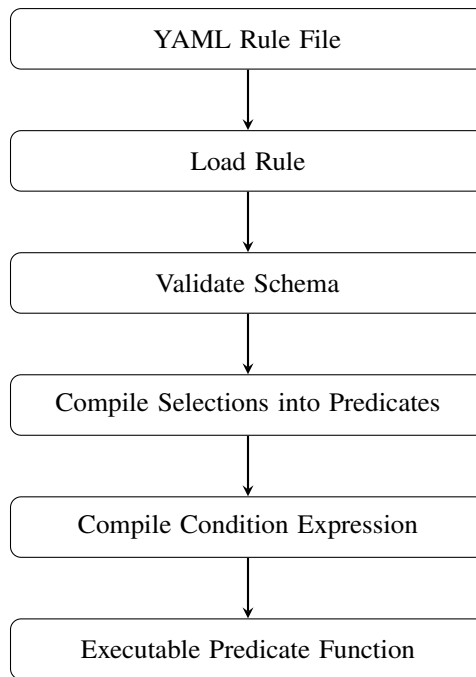 YAML Rule File
Load Rule
Validate Schema
Compile Selections into Predicates
Compile Condition Expression
Executable Predicate Function